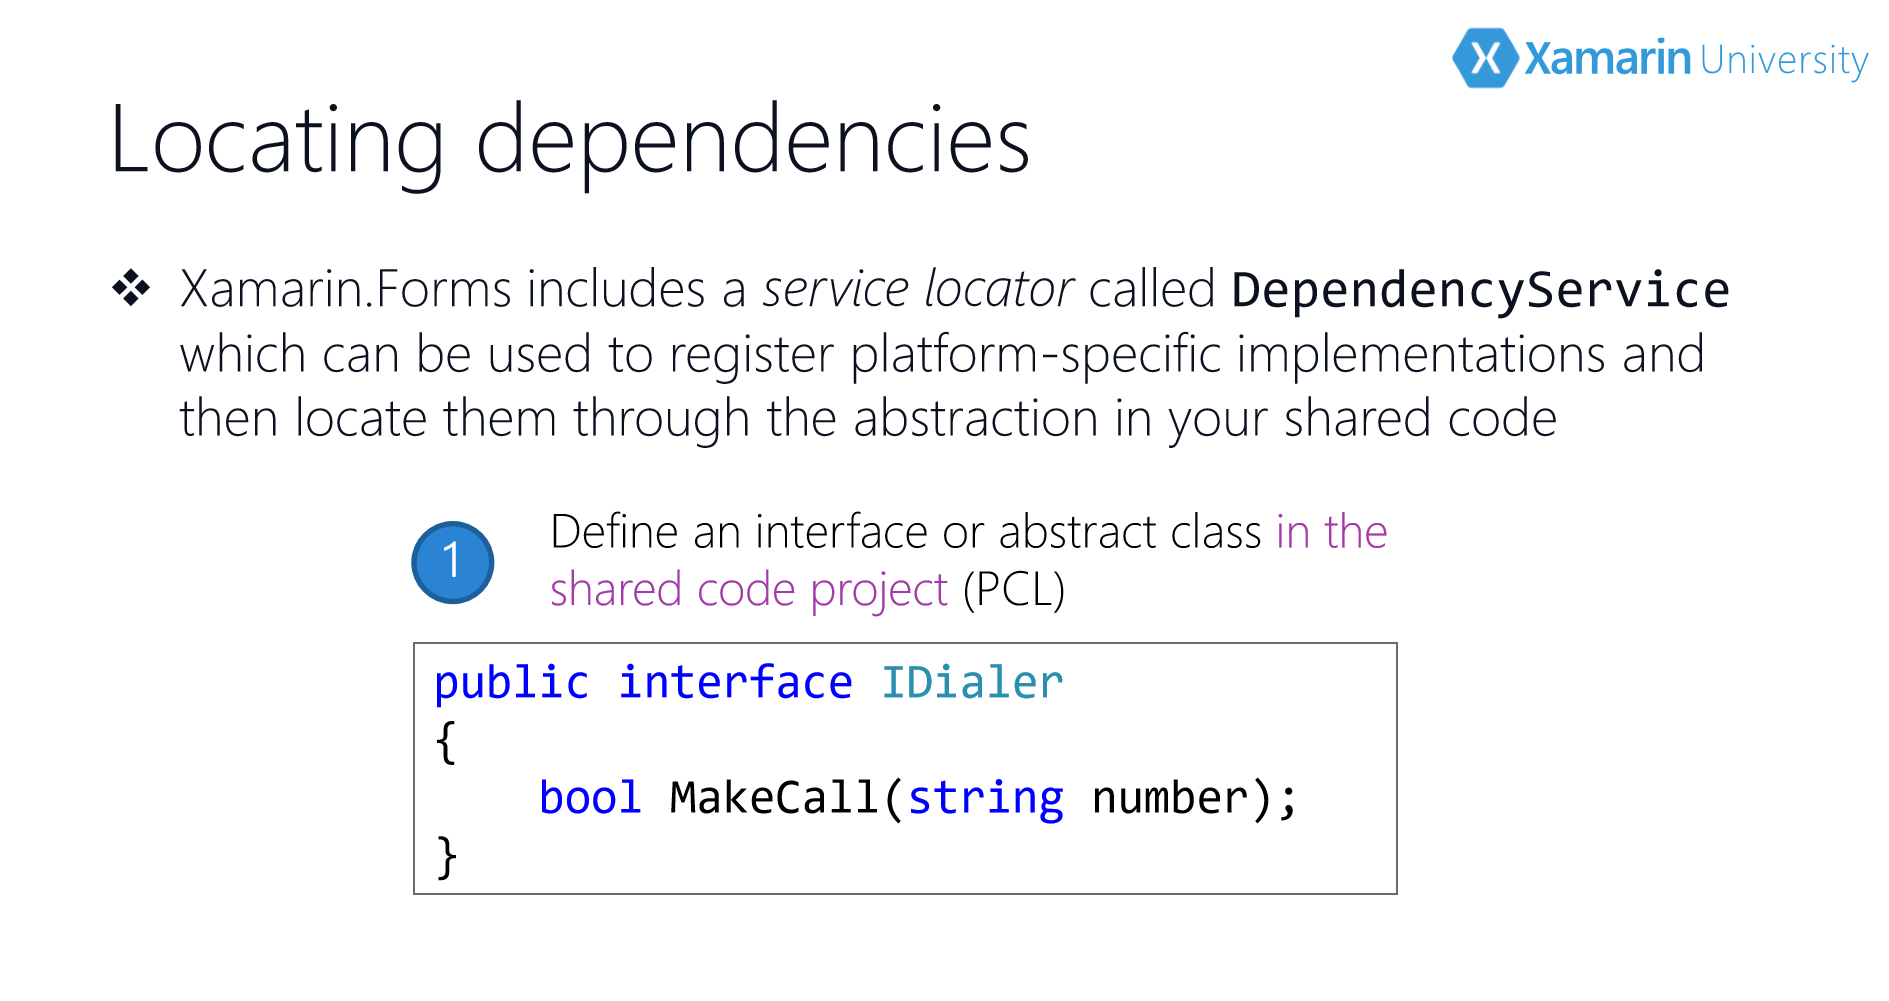 Xamarin University
Locating dependencies
❖ Xamarin.Forms includes a service locator called DependencyService
which can be used to register platform-specific implementations and
then locate them through the abstraction in your shared code
1
Define an interface or abstract class in the
shared code project (PCL)
public interface IDialer
{
    bool MakeCall(string number);
}